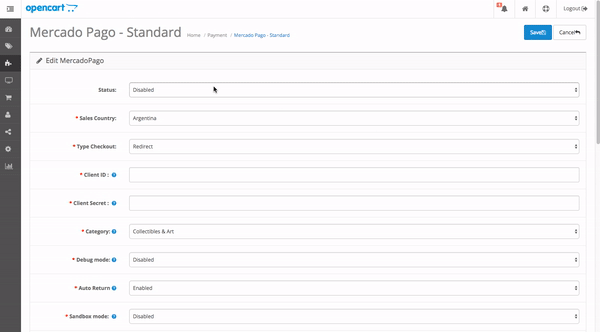 opencart
Logout
Mercado Pago - Standard
Home / Payment / Mercado Pago - Standard
Save
Cancel
Edit MercadoPago
Status: Disabled
* Sales Country: Argentina
* Type Checkout: Redirect
* Client ID :
* Client Secret :
* Category: Collectibles & Art
* Debug mode: Disabled
* Auto Return Enabled
* Sandbox mode: Disabled